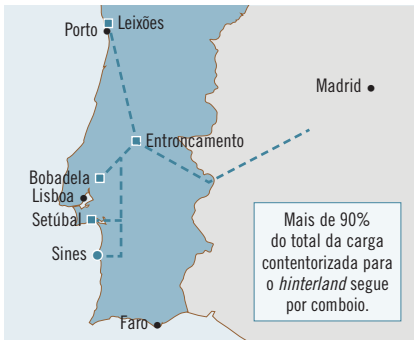 Leixões
Porto
Madrid
Entroncamento
Bobadela
Lisboa
Setúbal
Sines
Faro
Mais de 90%
do total da carga
contentorizada para
o hinterland segue
por comboio.